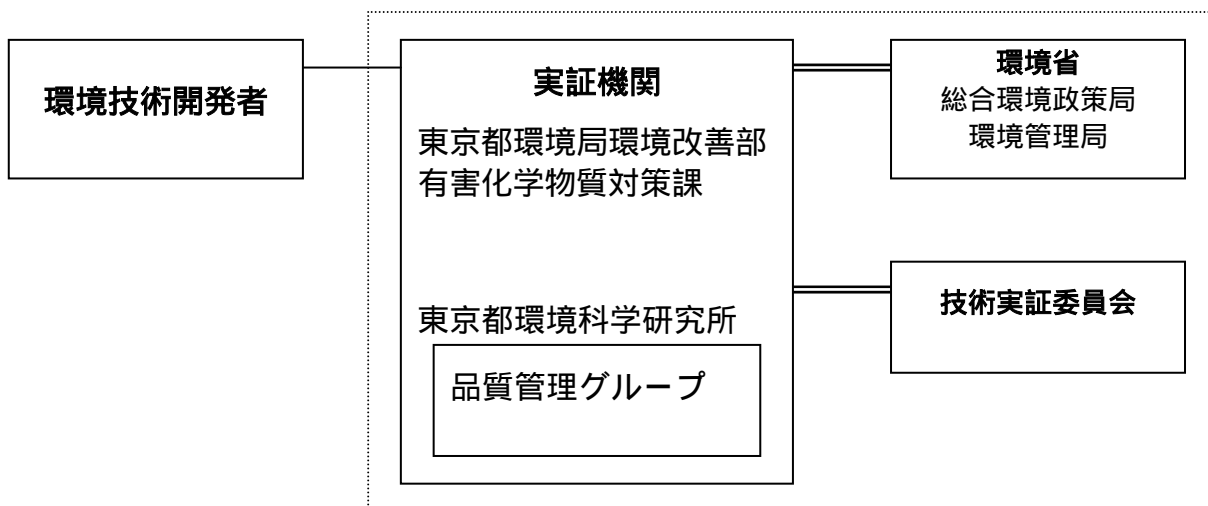 環境技術開発者
実証機関
東京都環境局環境改善部
有害化学物質対策課
東京都環境科学研究所
品質管理グループ
環境省
総合環境政策局
環境管理局
技術実証委員会